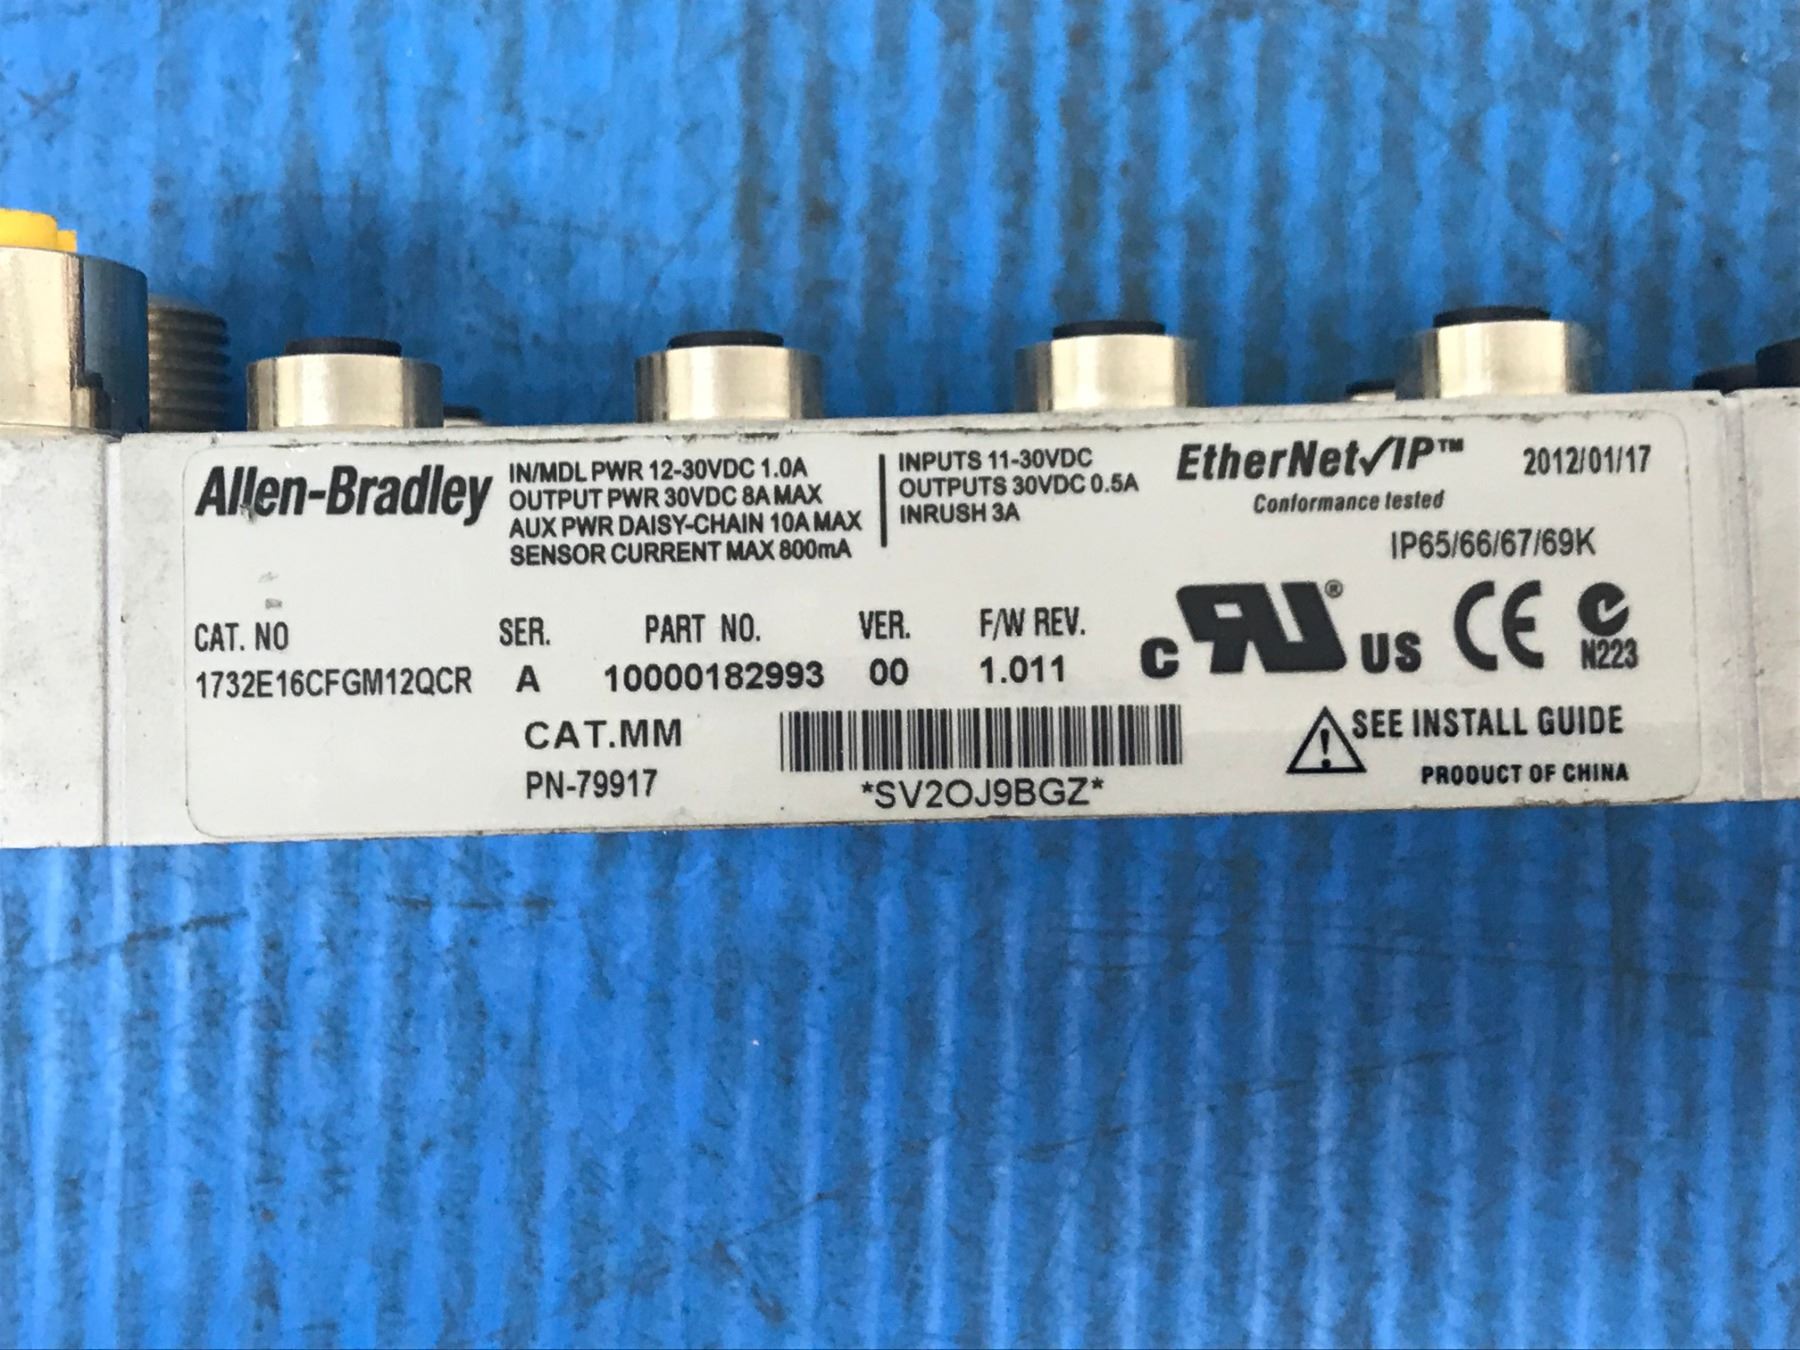 Allen-Bradley
IN/MDL PWR 12-30VDC 1.0A
OUTPUT PWR 30VDC 8A MAX
AUX PWR DAISY-CHAIN 10A MAX
SENSOR CURRENT MAX 800mA
INPUTS 11-30VDC
OUTPUTS 30VDC 0.5A
INRUSH 3A
EtherNet/IP™
Conformance tested
2012/01/17
IP65/66/67/69K
CAT. NO SER. PART NO. VER. F/W REV.
1732E16CFGM12QCR A 10000182993 00 1.011
CAT.MM
PN-79917
*SV2OJ9BGZ*
c RU® US CE N223
SEE INSTALL GUIDE
PRODUCT OF CHINA